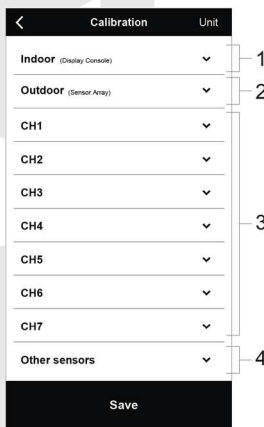 Calibration Unit
Indoor (Display Console) 1
Outdoor (Sensor Array) 2
CH1
CH2
CH3
CH4 3
CH5
CH6
CH7
Other sensors 4
Save